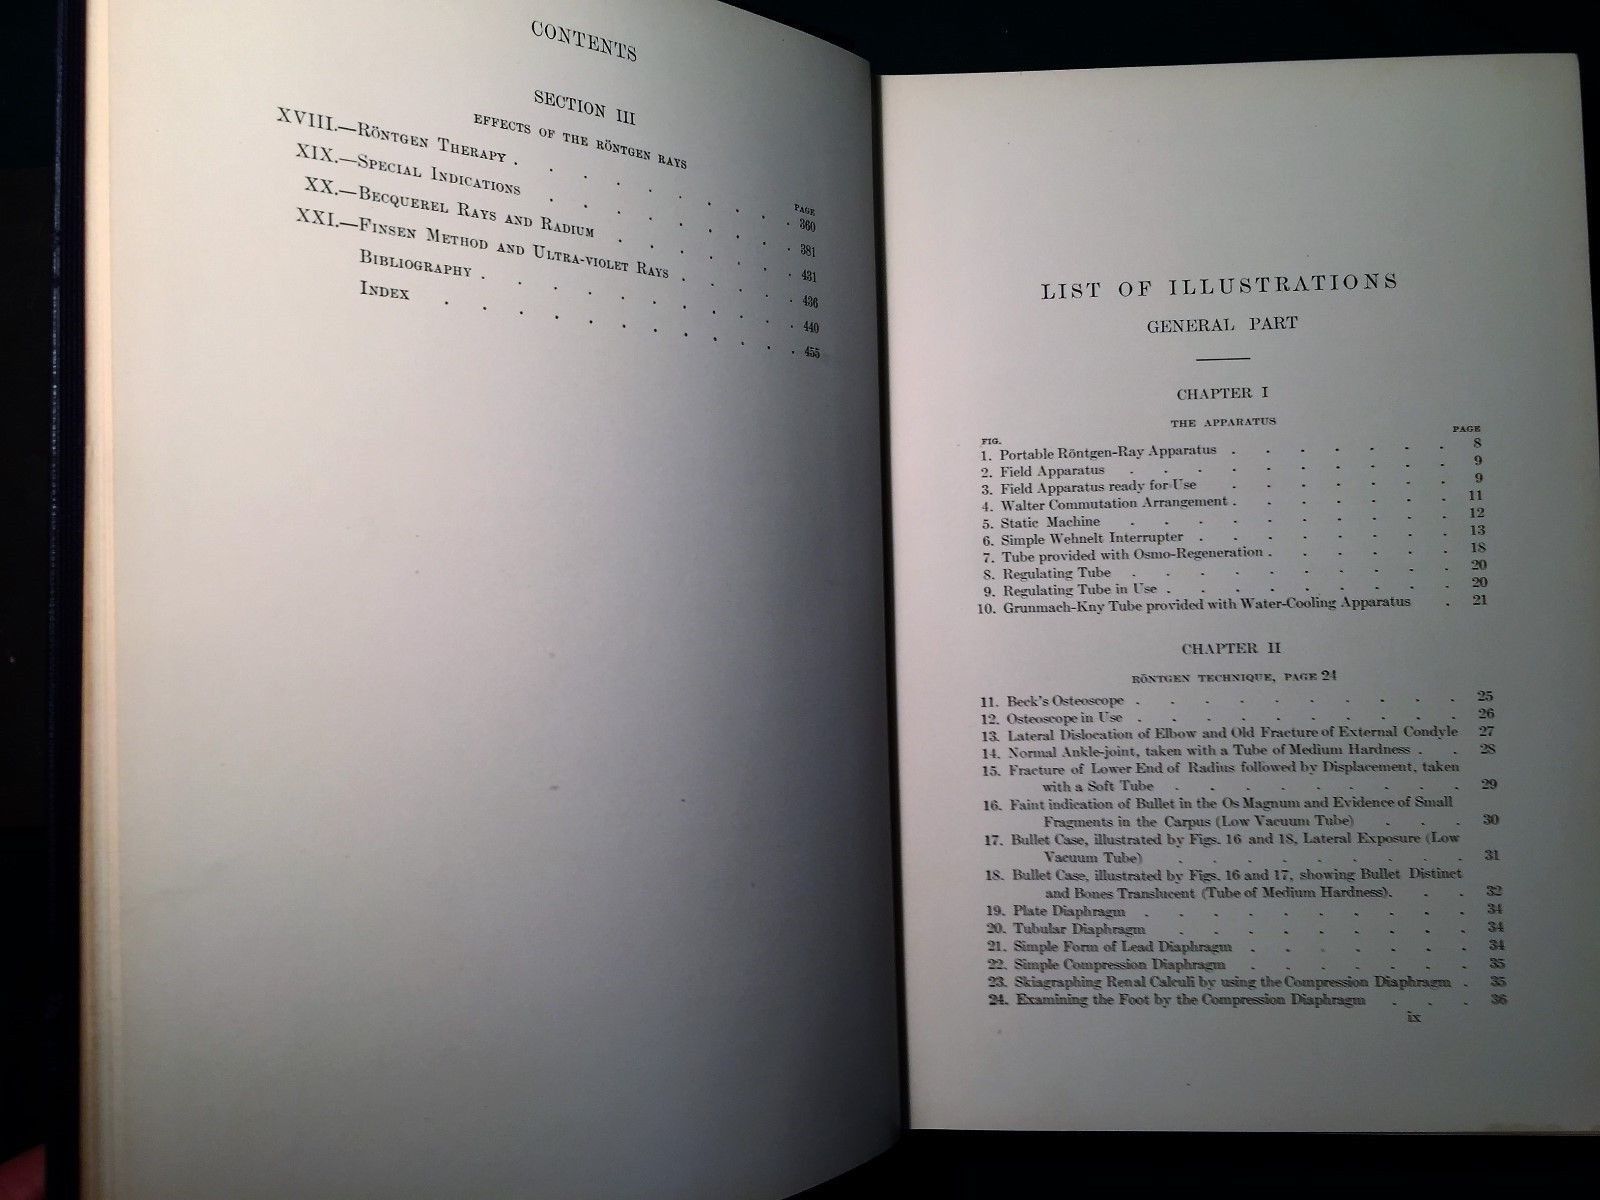 CONTENTS
SECTION III
EFFECTS OF THE RÖNTGEN RAYS
PAGE
XVIII.—RÖNTGEN THERAPY . . . . . . . . . 360
XIX.—SPECIAL INDICATIONS . . . . . . . . 381
XX.—BECQUEREL RAYS AND RADIUM . . . . . . 431
XXI.—FINSEN METHOD AND ULTRA-VIOLET RAYS . . . . . 436
BIBLIOGRAPHY . . . . . . . . . . 440
INDEX . . . . . . . . . . . 455
LIST OF ILLUSTRATIONS
GENERAL PART
CHAPTER I
THE APPARATUS
FIG. PAGE
1. Portable Röntgen-Ray Apparatus . . . . . . . 8
2. Field Apparatus . . . . . . . . . . 9
3. Field Apparatus ready for Use . . . . . . . 9
4. Walter Commutation Arrangement . . . . . . . 11
5. Static Machine . . . . . . . . . . 12
6. Simple Wehnelt Interrupter . . . . . . . . 13
7. Tube provided with Osmo-Regeneration . . . . . . 18
8. Regulating Tube . . . . . . . . . . 20
9. Regulating Tube in Use . . . . . . . . . 20
10. Grunmach-Kny Tube provided with Water-Cooling Apparatus . 21
CHAPTER II
RÖNTGEN TECHNIQUE, PAGE 24
11. Beck's Osteoscope . . . . . . . . . . 25
12. Osteoscope in Use . . . . . . . . . . 26
13. Lateral Dislocation of Elbow and Old Fracture of External Condyle 27
14. Normal Ankle-joint, taken with a Tube of Medium Hardness . . 28
15. Fracture of Lower End of Radius followed by Displacement, taken
with a Soft Tube . . . . . . . . . 29
16. Faint indication of Bullet in the Os Magnum and Evidence of Small
Fragments in the Carpus (Low Vacuum Tube) . . . 30
17. Bullet Case, illustrated by Figs. 16 and 18, Lateral Exposure (Low
Vacuum Tube) . . . . . . . . . 31
18. Bullet Case, illustrated by Figs. 16 and 17, showing Bullet Distinct
and Bones Translucent (Tube of Medium Hardness). . . 32
19. Plate Diaphragm . . . . . . . . . . 34
20. Tubular Diaphragm . . . . . . . . . 34
21. Simple Form of Lead Diaphragm . . . . . . . 34
22. Simple Compression Diaphragm . . . . . . . 35
23. Skiagraphing Renal Calculi by using the Compression Diaphragm . 35
24. Examining the Foot by the Compression Diaphragm . . . 36
ix